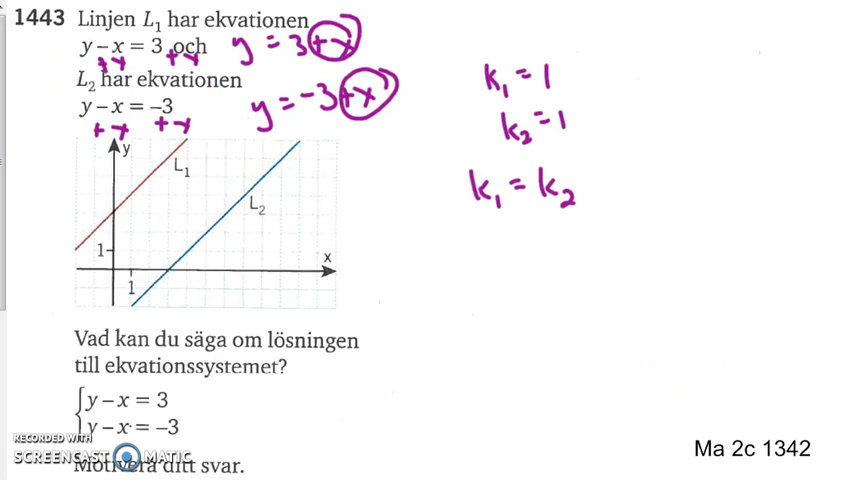 1443 Linjen L₁ har ekvationen
y – x = 3 och
+x +x
y = 3+x
L₂ har ekvationen
y – x = –3
+x +x
y = -3+x
k₁ = 1
k₂ = 1
k₁ = k₂
y
L₁
L₂
x
1
1
Vad kan du säga om lösningen
till ekvationssystemet?
y – x = 3
y – x = –3
Motivera ditt svar.
RECORDED WITH
SCREENCAST MATIC
Ma 2c 1342